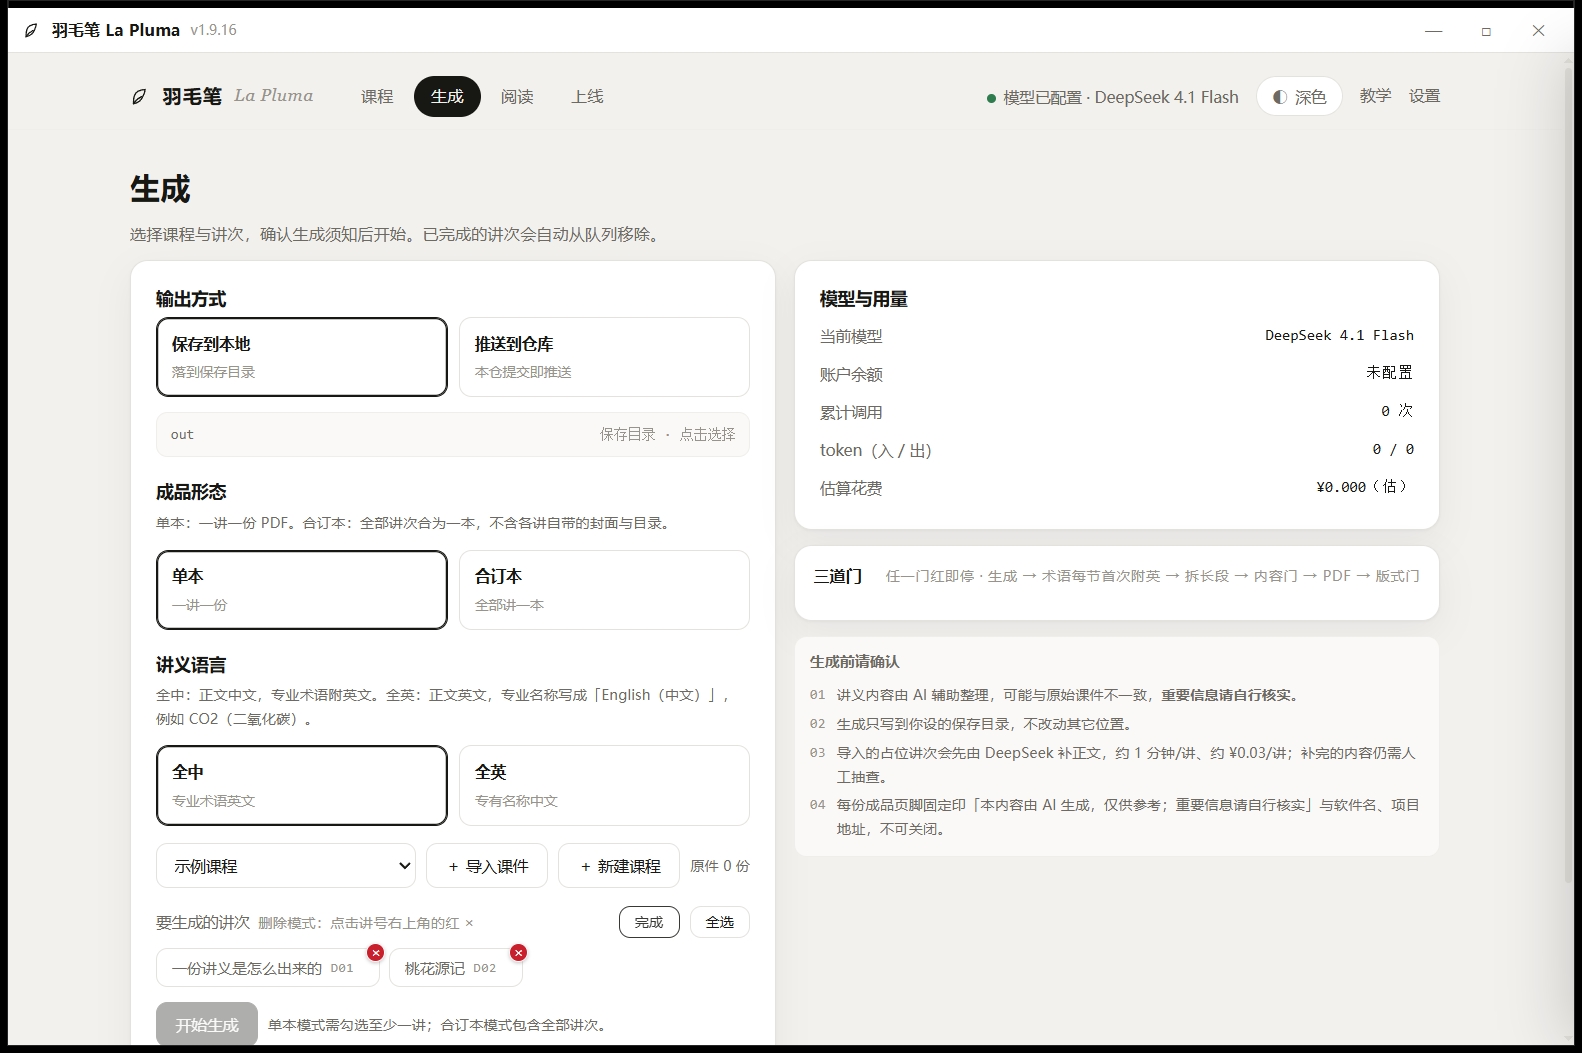 羽毛笔 La Pluma v1.9.16
羽毛笔 La Pluma 课程 生成 阅读 上线 模型已配置 · DeepSeek 4.1 Flash 深色 教学 设置
生成
选择课程与讲次，确认生成须知后开始。已完成的讲次会自动从队列移除。
输出方式
保存到本地
落到保存目录
推送到仓库
本仓提交即推送
out 保存目录 · 点击选择
成品形态
单本：一讲一份 PDF。合订本：全部讲次合为一本，不含各讲自带的封面与目录。
单本
一讲一份
合订本
全部讲一本
讲义语言
全中：正文中文，专业术语附英文。全英：正文英文，专业名称写成「English（中文）」，
例如 CO2（二氧化碳）。
全中
专业术语英文
全英
专有名称中文
示例课程 + 导入课件 + 新建课程 原件 0 份
要生成的讲次 删除模式：点击讲号右上角的红 × 完成 全选
一份讲义是怎么出来的 D01 桃花源记 D02
开始生成 单本模式需勾选至少一讲；合订本模式包含全部讲次。
模型与用量
当前模型 DeepSeek 4.1 Flash
账户余额 未配置
累计调用 0 次
token（入 / 出） 0 / 0
估算花费 ¥0.000（估）
三道门 任一门红即停 · 生成 → 术语每节首次附英 → 拆长段 → 内容门 → PDF → 版式门
生成前请确认
01 讲义内容由 AI 辅助整理，可能与原始课件不一致，重要信息请自行核实。
02 生成只写到你设的保存目录，不改动其它位置。
03 导入的占位讲次会先由 DeepSeek 补正文，约 1 分钟/讲、约 ¥0.03/讲；补完的内容仍需人
工抽查。
04 每份成品页脚固定印「本内容由 AI 生成，仅供参考；重要信息请自行核实」与软件名、项目
地址，不可关闭。